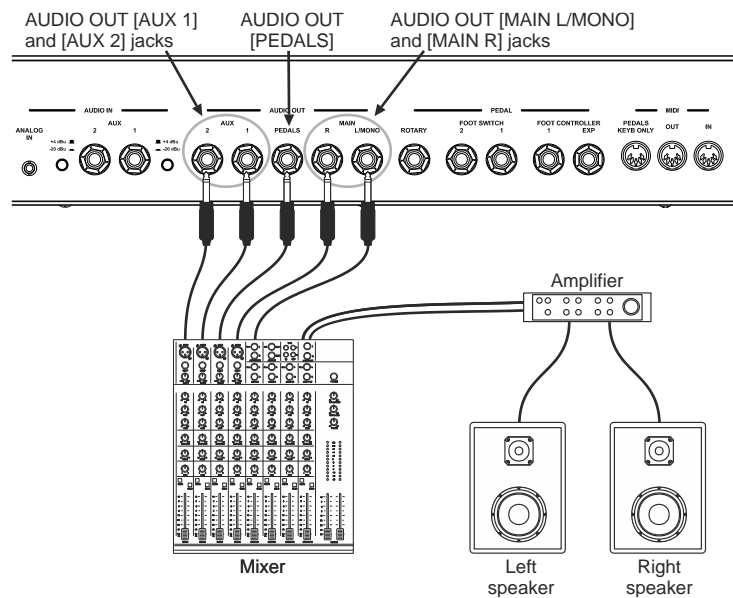 AUDIO OUT [AUX 1]
and [AUX 2] jacks
AUDIO OUT
[PEDALS]
AUDIO OUT [MAIN L/MONO]
and [MAIN R] jacks
AUDIO IN
AUDIO OUT
PEDAL
MIDI
ANALOG
IN
AUX
2 1
+4 dBu
-20 dBu
+4 dBu
-20 dBu
AUX
2 1
PEDALS
MAIN
R L/MONO
ROTARY
FOOT SWITCH
2 1
FOOT CONTROLLER
1 EXP
PEDALS
KEYB ONLY
OUT
IN
Amplifier
Mixer
Left
speaker
Right
speaker